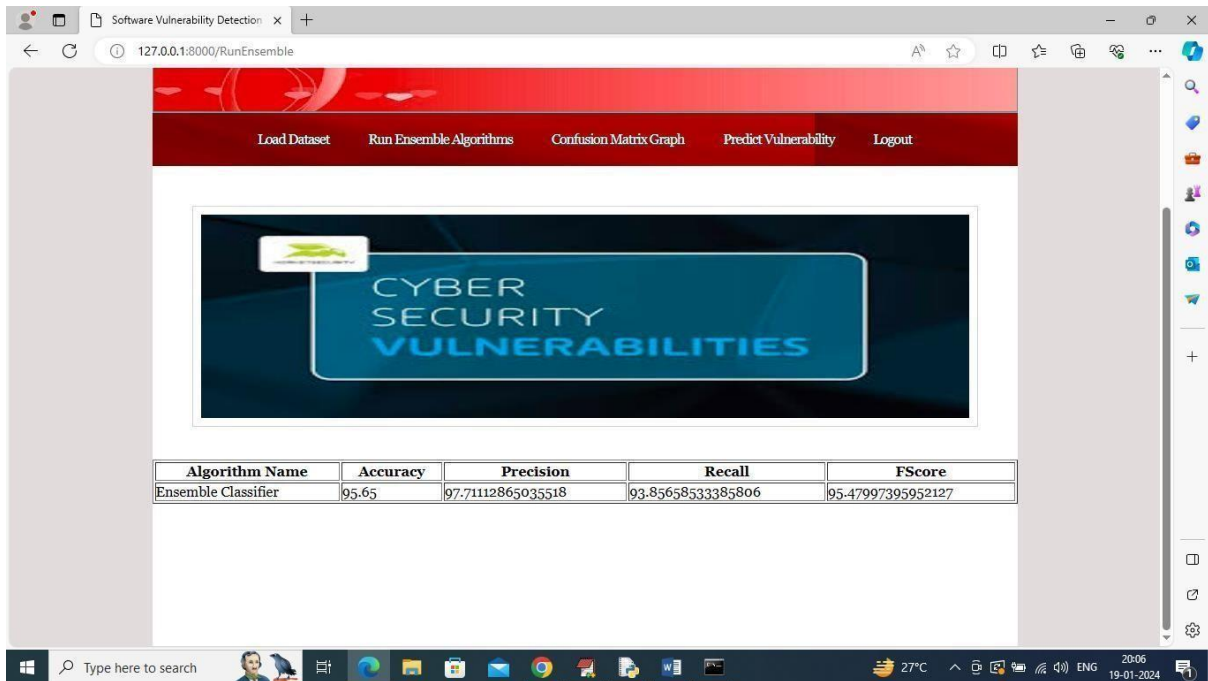 Software Vulnerability Detection
127.0.0.1:8000/RunEnsemble
Load Dataset Run Ensemble Algorithms Confusion Matrix Graph Predict Vulnerability Logout
CYBER
SECURITY
VULNERABILITIES
Algorithm Name Accuracy Precision Recall FScore
Ensemble Classifier 95.65 97.71112865035518 93.85658533385806 95.47997395952127
Type here to search
27°C ENG 20:06
19-01-2024